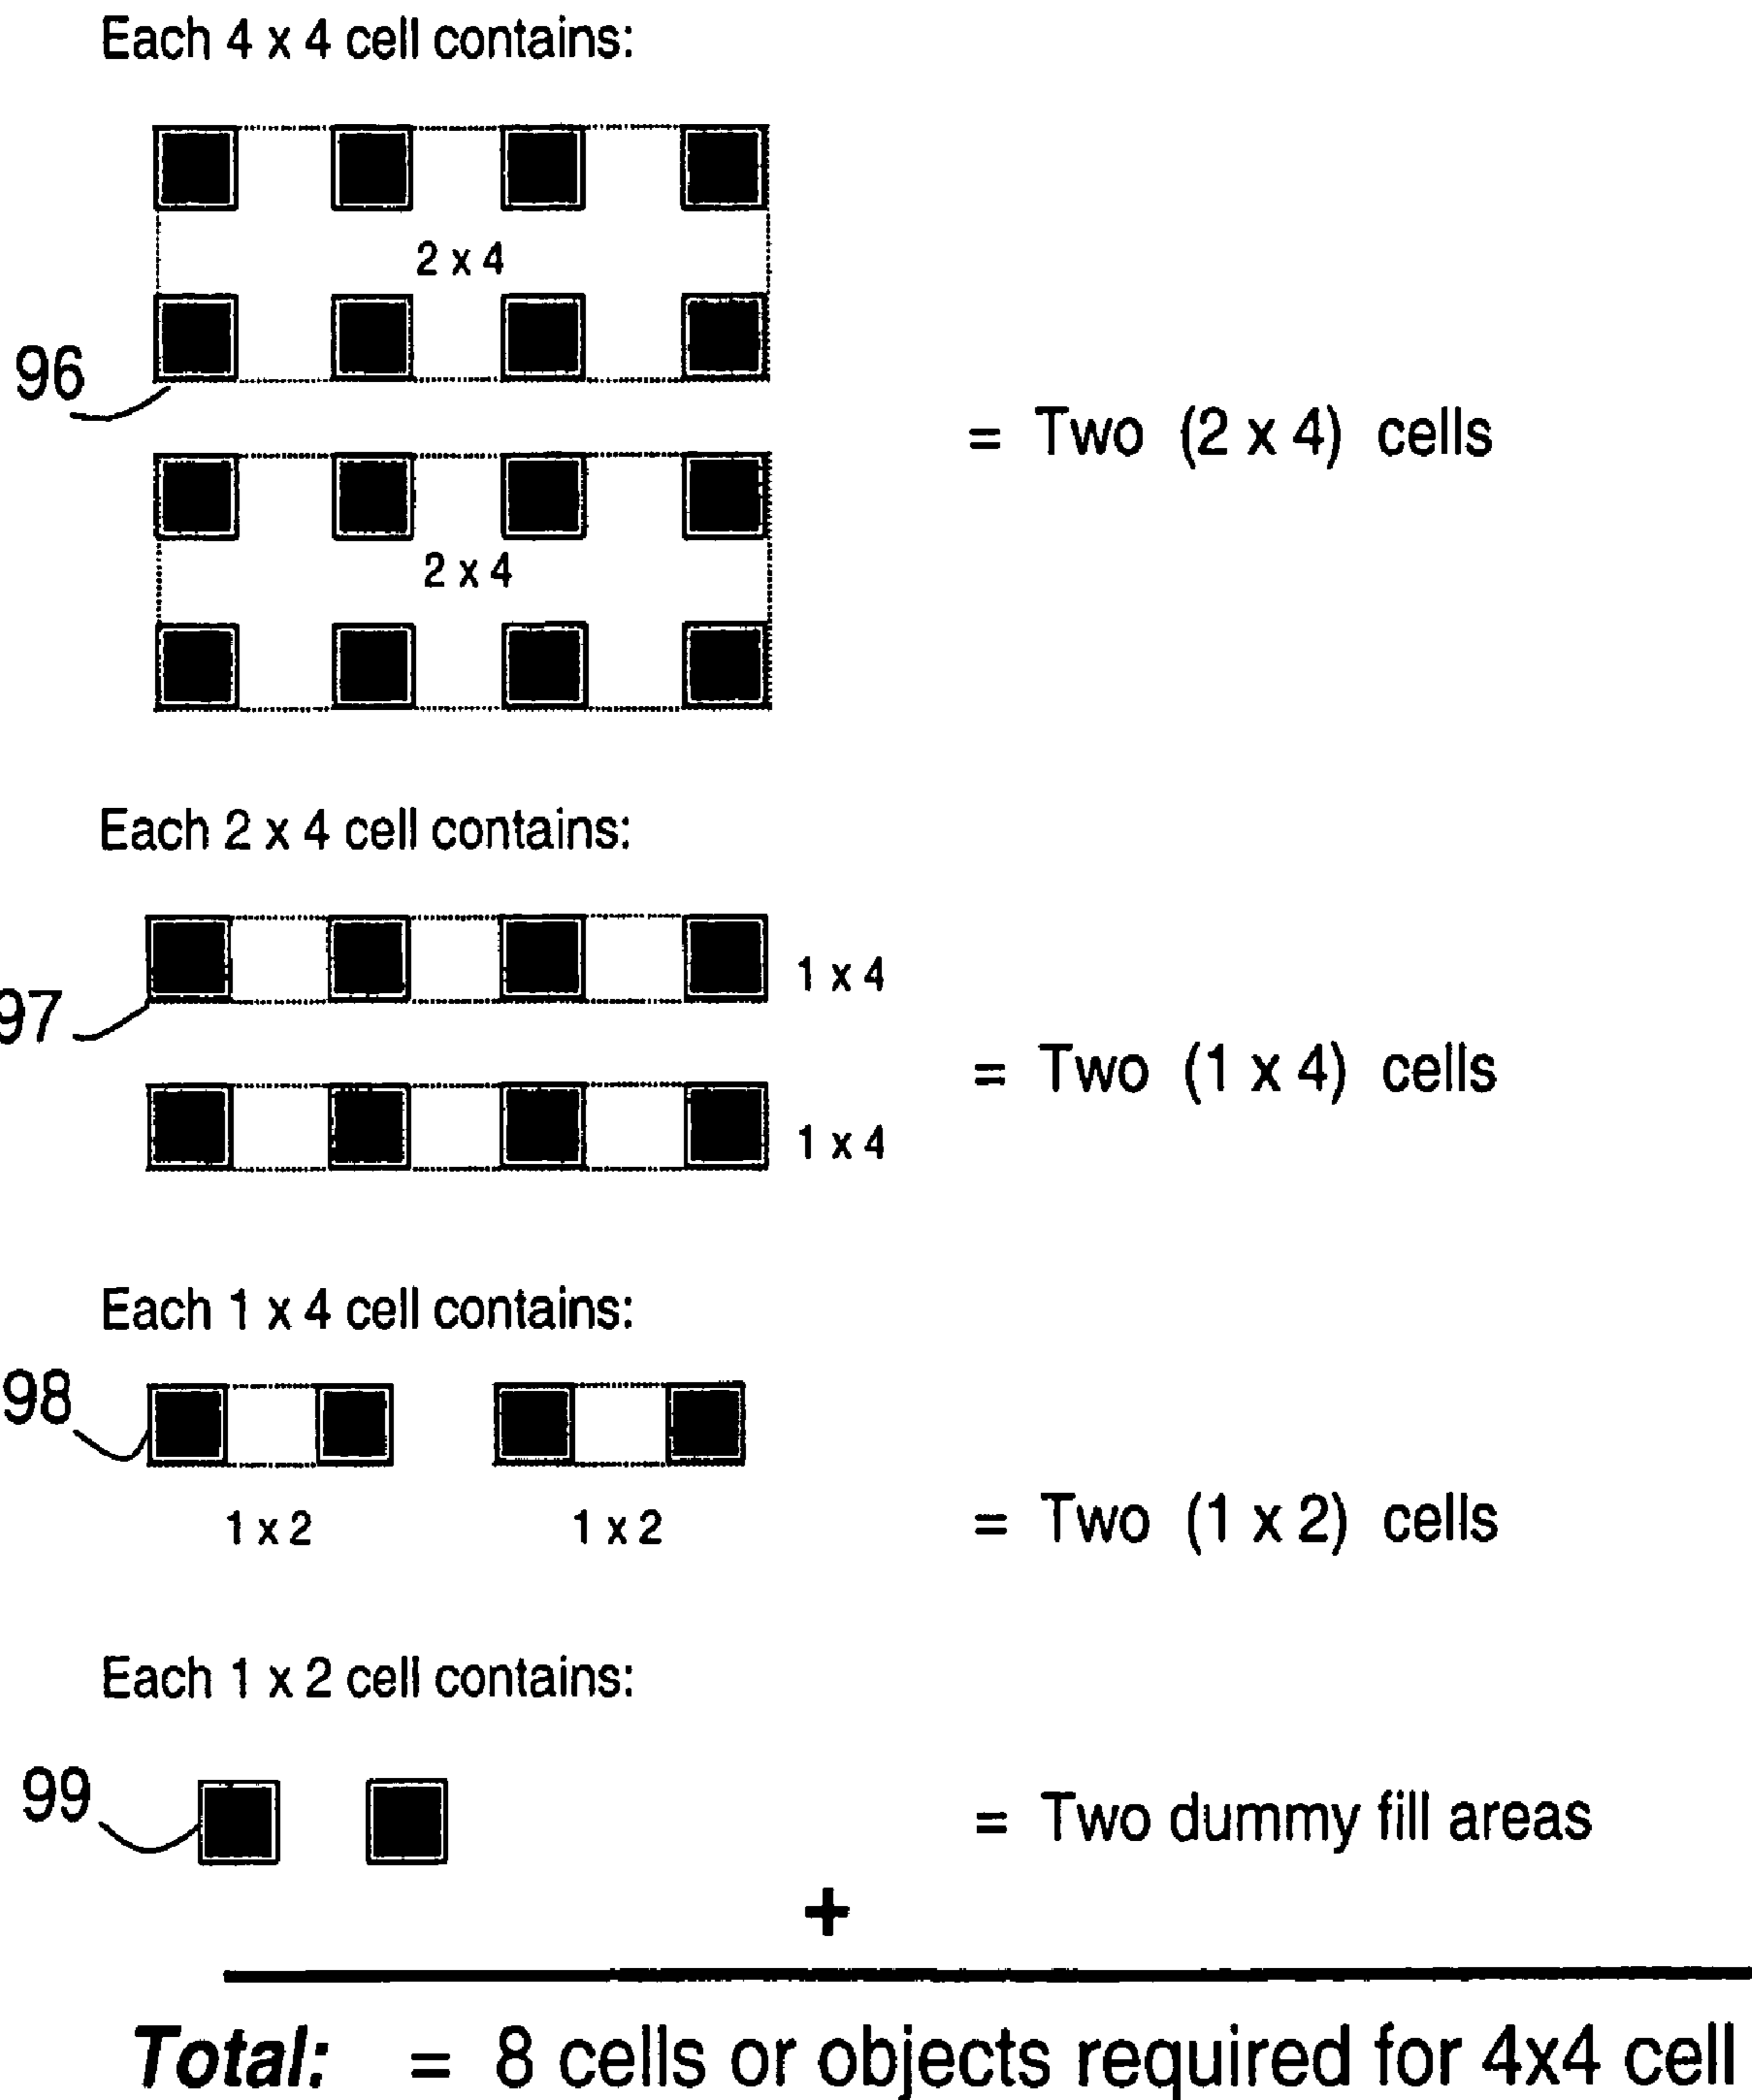 Each 4 x 4 cell contains:
2 x 4
96
= Two (2 x 4) cells
2 x 4
Each 2 x 4 cell contains:
1 x 4
97
= Two (1 x 4) cells
1 x 4
Each 1 x 4 cell contains:
98
1 x 2 1 x 2
= Two (1 x 2) cells
Each 1 x 2 cell contains:
99
= Two dummy fill areas
+
Total: = 8 cells or objects required for 4x4 cell